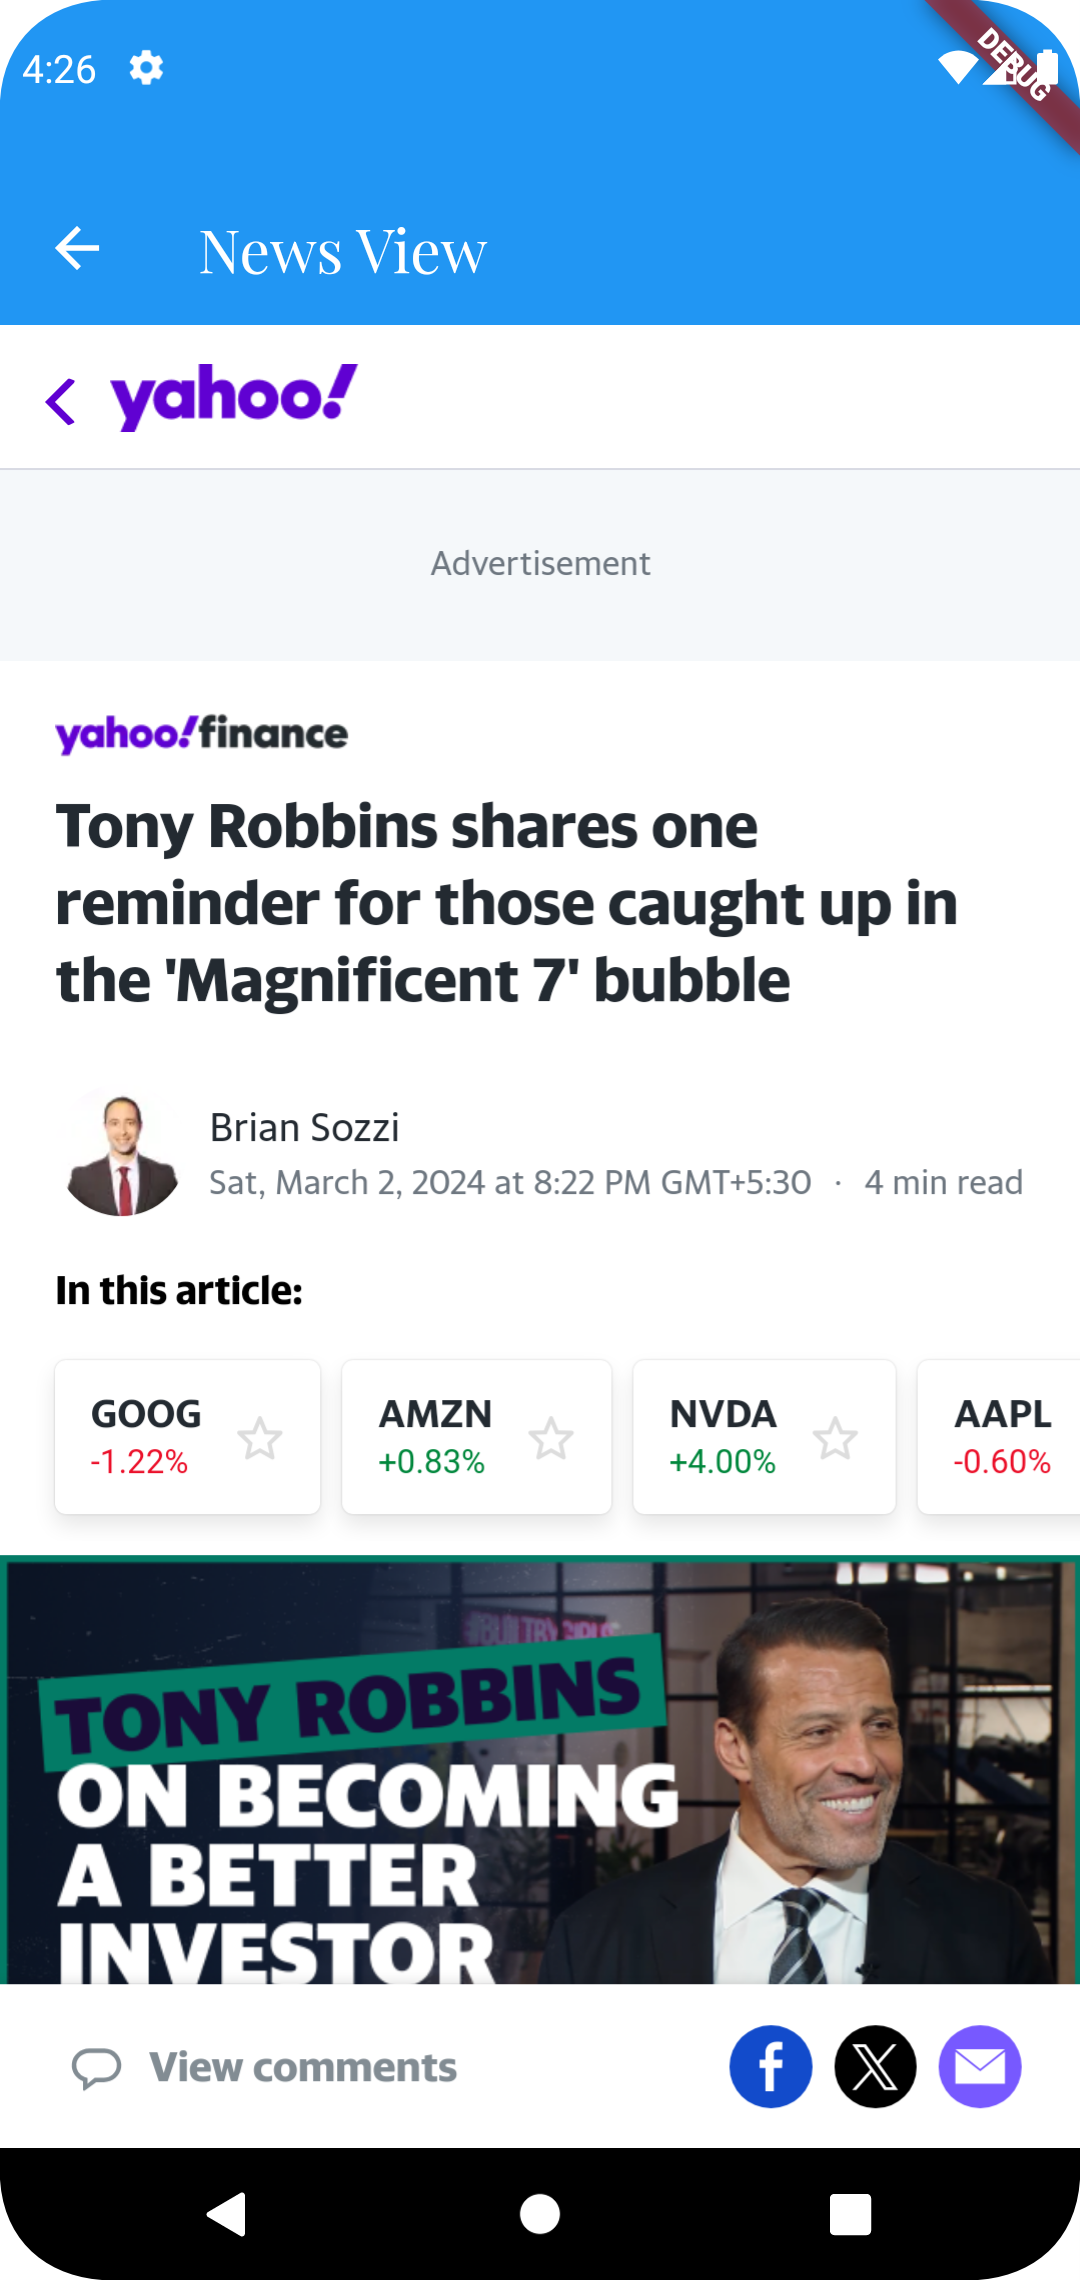 4:26
DEBUG
News View
yahoo!
Advertisement
yahoo!finance
Tony Robbins shares one
reminder for those caught up in
the 'Magnificent 7' bubble
Brian Sozzi
Sat, March 2, 2024 at 8:22 PM GMT+5:30 · 4 min read
In this article:
GOOG
-1.22%
AMZN
+0.83%
NVDA
+4.00%
AAPL
-0.60%
#BUILTBYGIRLS
TONY ROBBINS
ON BECOMING
A BETTER
INVESTOR
View comments